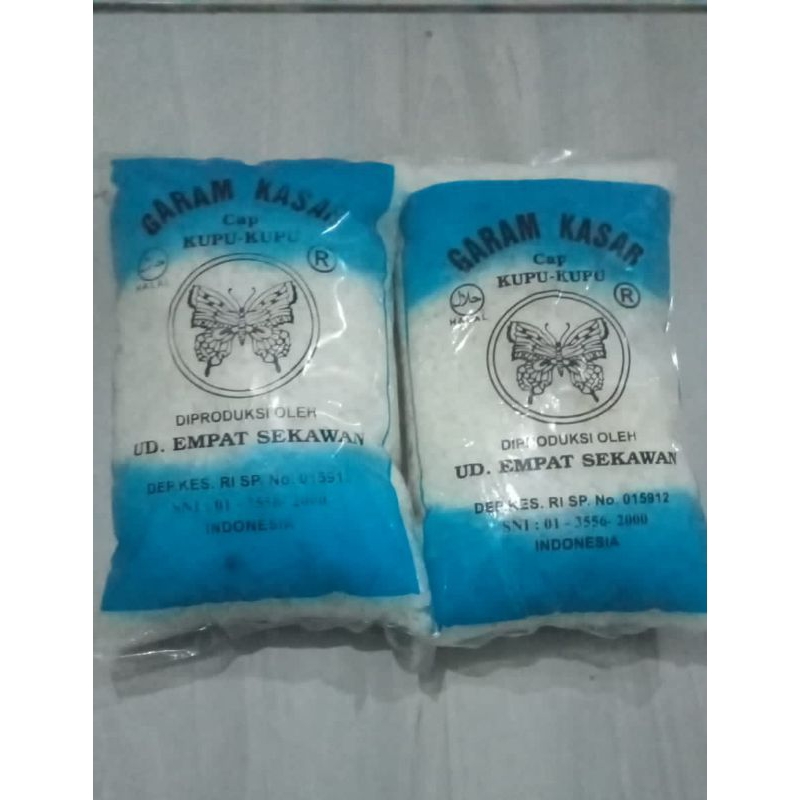 GARAM KASAR
Cap
KUPU-KUPU
®
HALAL
DIPRODUKSI OLEH
UD. EMPAT SEKAWAN
DEP.KES. RI SP. No. 01591
SNI : 01 - 3556- 2000
INDONESIA
GARAM KASAR
Cap
KUPU-KUPU
®
حلال
HALAL
DIPRODUKSI OLEH
UD. EMPAT SEKAWAN
DEP.KES. RI SP. No. 015912
SNI : 01 - 3556- 2000
INDONESIA